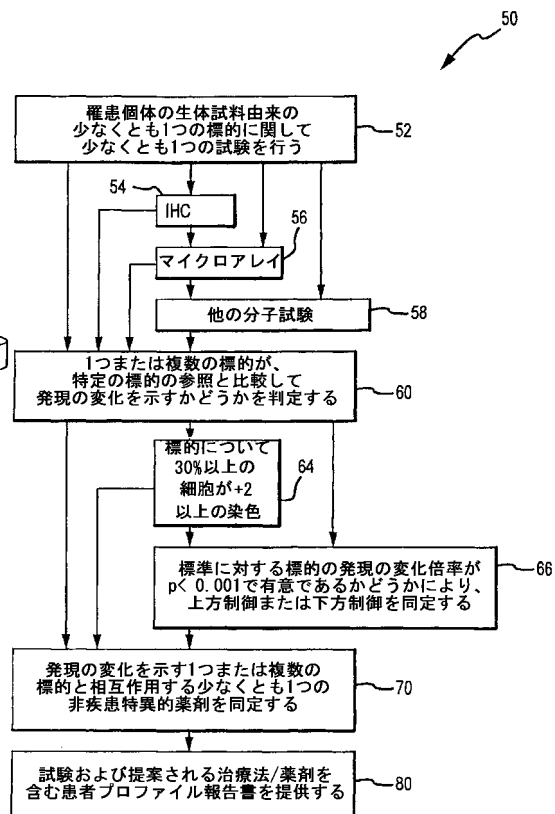 50
罹患個体の生体試料由来の
少なくとも1つの標的に関して
少なくとも1つの試験を行う
52
54
IHC
56
マイクロアレイ
他の分子試験
58
1つまたは複数の標的が、
特定の標的の参照と比較して
発現の変化を示すかどうかを判定する
60
標的について
30%以上の
細胞が+2
以上の染色
64
標準に対する標的の発現の変化倍率が
p< 0.001で有意であるかどうかにより、
上方制御または下方制御を同定する
66
発現の変化を示す1つまたは複数の
標的と相互作用する少なくとも1つの
非疾患特異的薬剤を同定する
70
試験および提案される治療法/薬剤を
含む患者プロファイル報告書を提供する
80